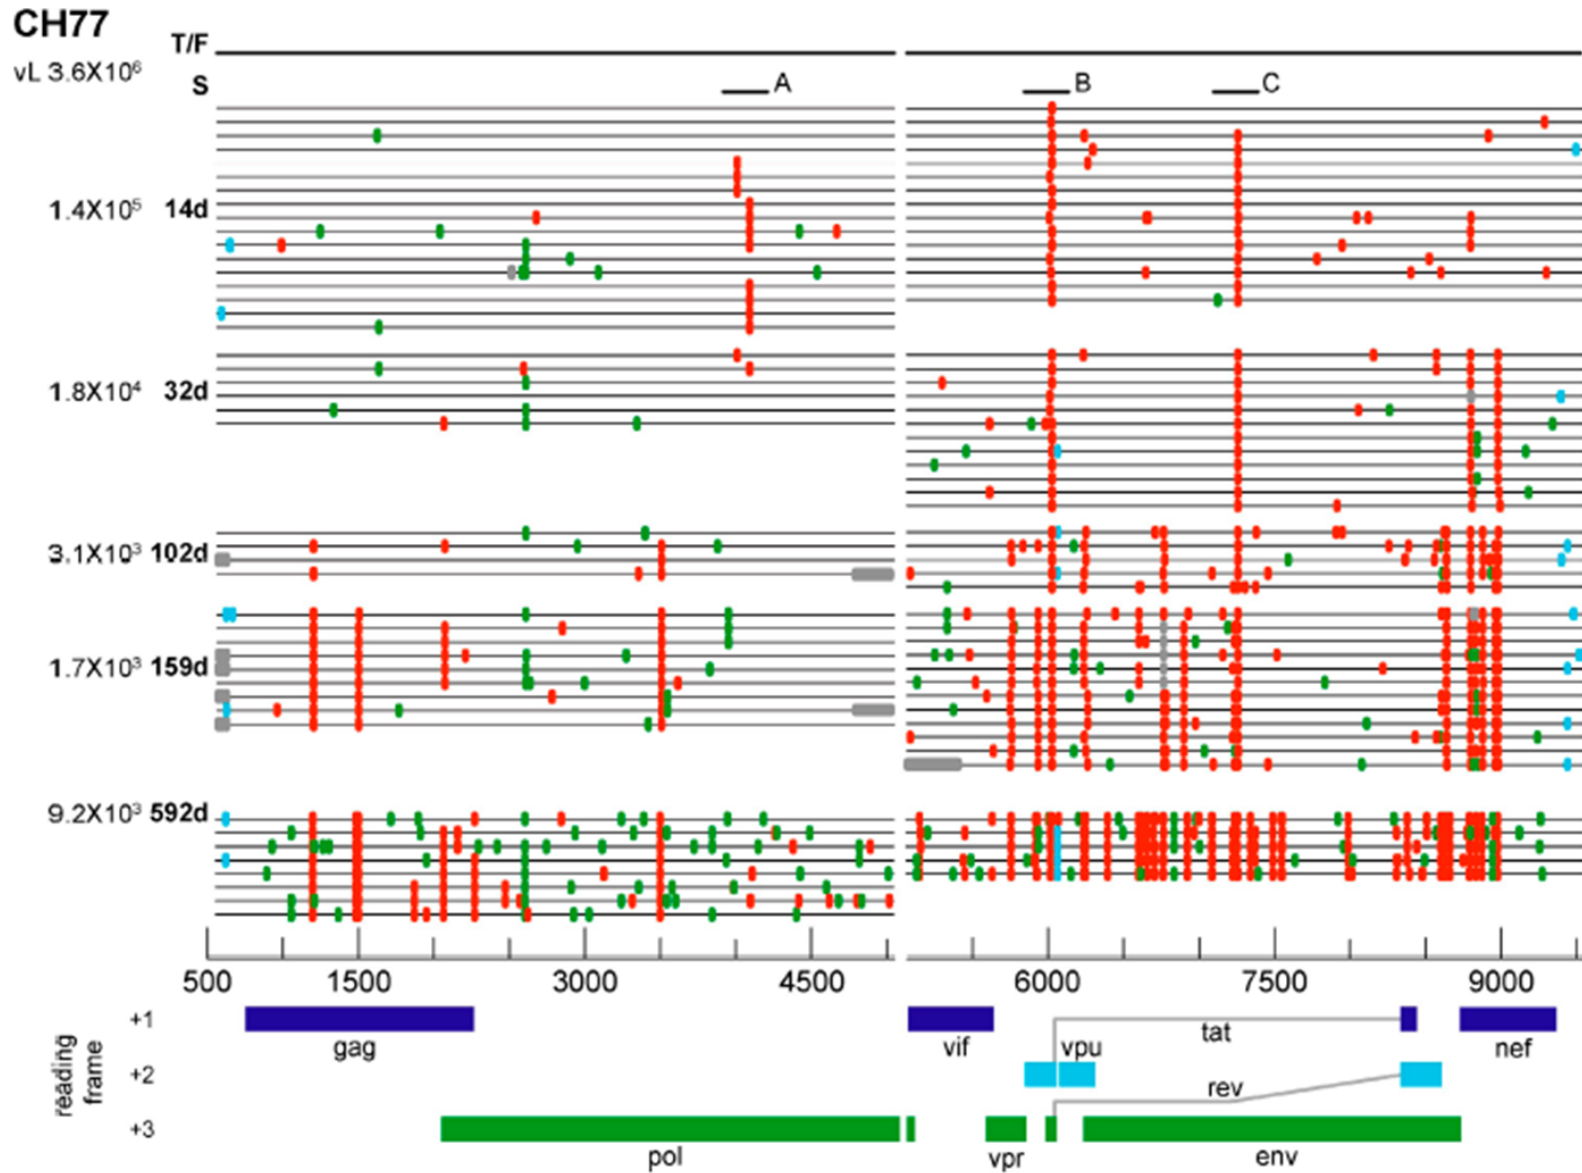 CH77
T/F
vL 3.6X10⁶
S
A
B
C
1.4X10⁵ 14d
1.8X10⁴ 32d
3.1X10³ 102d
1.7X10³ 159d
9.2X10³ 592d
500 1500 3000 4500 6000 7500 9000
reading frame
+1
gag
vif
tat
nef
+2
vpu
rev
+3
pol
vpr
env